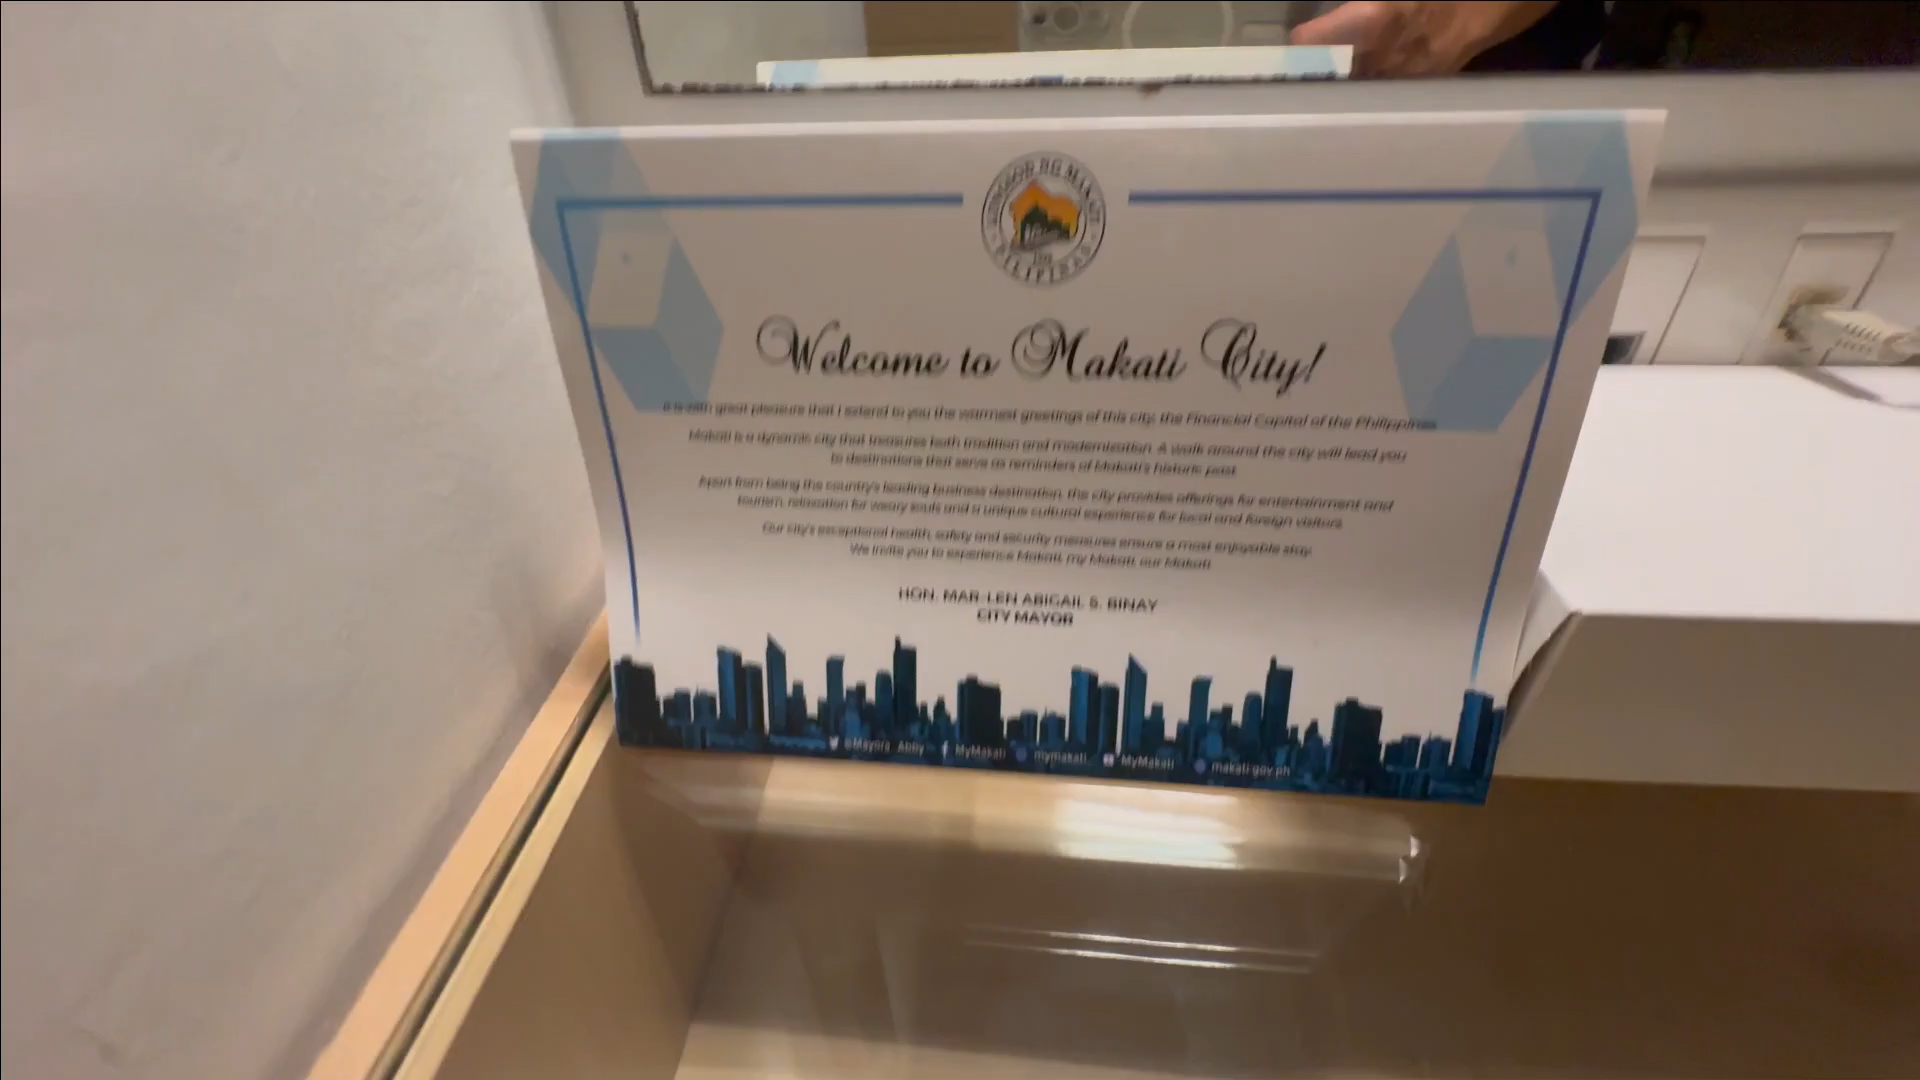 LUNGSOD NG MAKATI
PILIPINAS
Welcome to Makati City!
It is with great pleasure that I extend to you the warmest greetings of this city, the Financial Capital of the Philippines.
Makati is a dynamic city that treasures both tradition and modernization. A walk around the city will lead you
to destinations that serve as reminders of Makati's historic past.
Apart from being the country's leading business destination, the city provides offerings for entertainment and
tourism, relaxation for weary souls and a unique cultural experience for local and foreign visitors.
Our city's exceptional health, safety and security measures ensure a most enjoyable stay.
We invite you to experience Makati, my Makati, our Makati.
HON. MAR-LEN ABIGAIL S. BINAY
CITY MAYOR
@Mayora_Abby MyMakati mymakati MyMakati makati.gov.ph